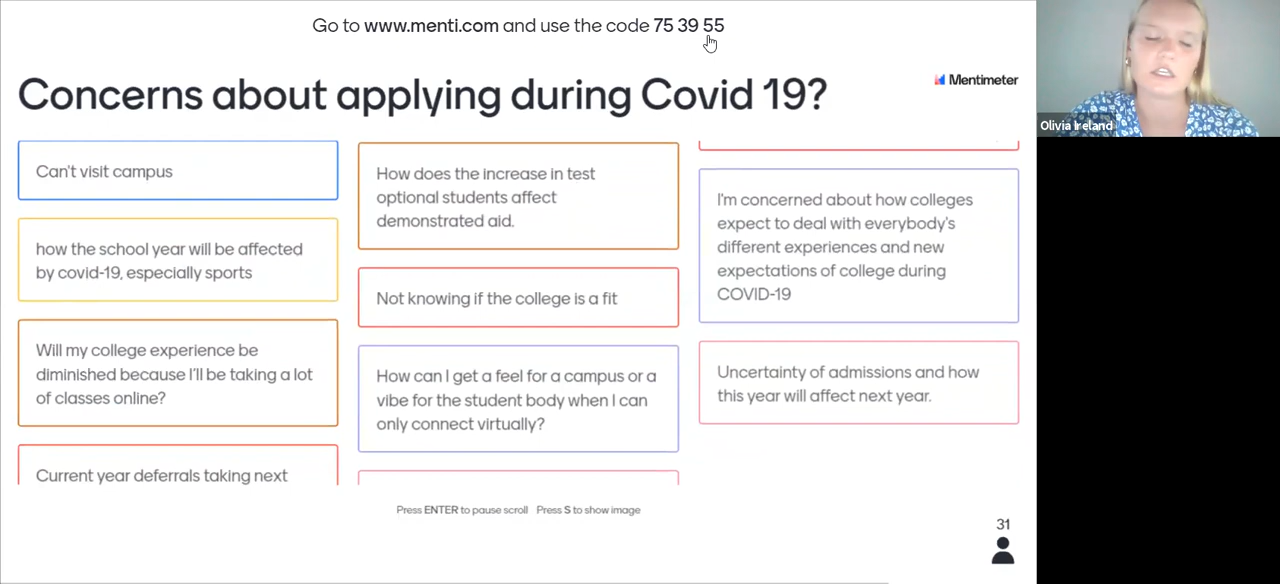 Go to www.menti.com and use the code 75 39 55
Concerns about applying during Covid 19?
Mentimeter
Olivia Ireland
Can't visit campus
how the school year will be affected
by covid-19, especially sports
Will my college experience be
diminished because I'll be taking a lot
of classes online?
Current year deferrals taking next
How does the increase in test
optional students affect
demonstrated aid.
Not knowing if the college is a fit
How can I get a feel for a campus or a
vibe for the student body when I can
only connect virtually?
I'm concerned about how colleges
expect to deal with everybody's
different experiences and new
expectations of college during
COVID-19
Uncertainty of admissions and how
this year will affect next year.
Press ENTER to pause scroll Press S to show image
31